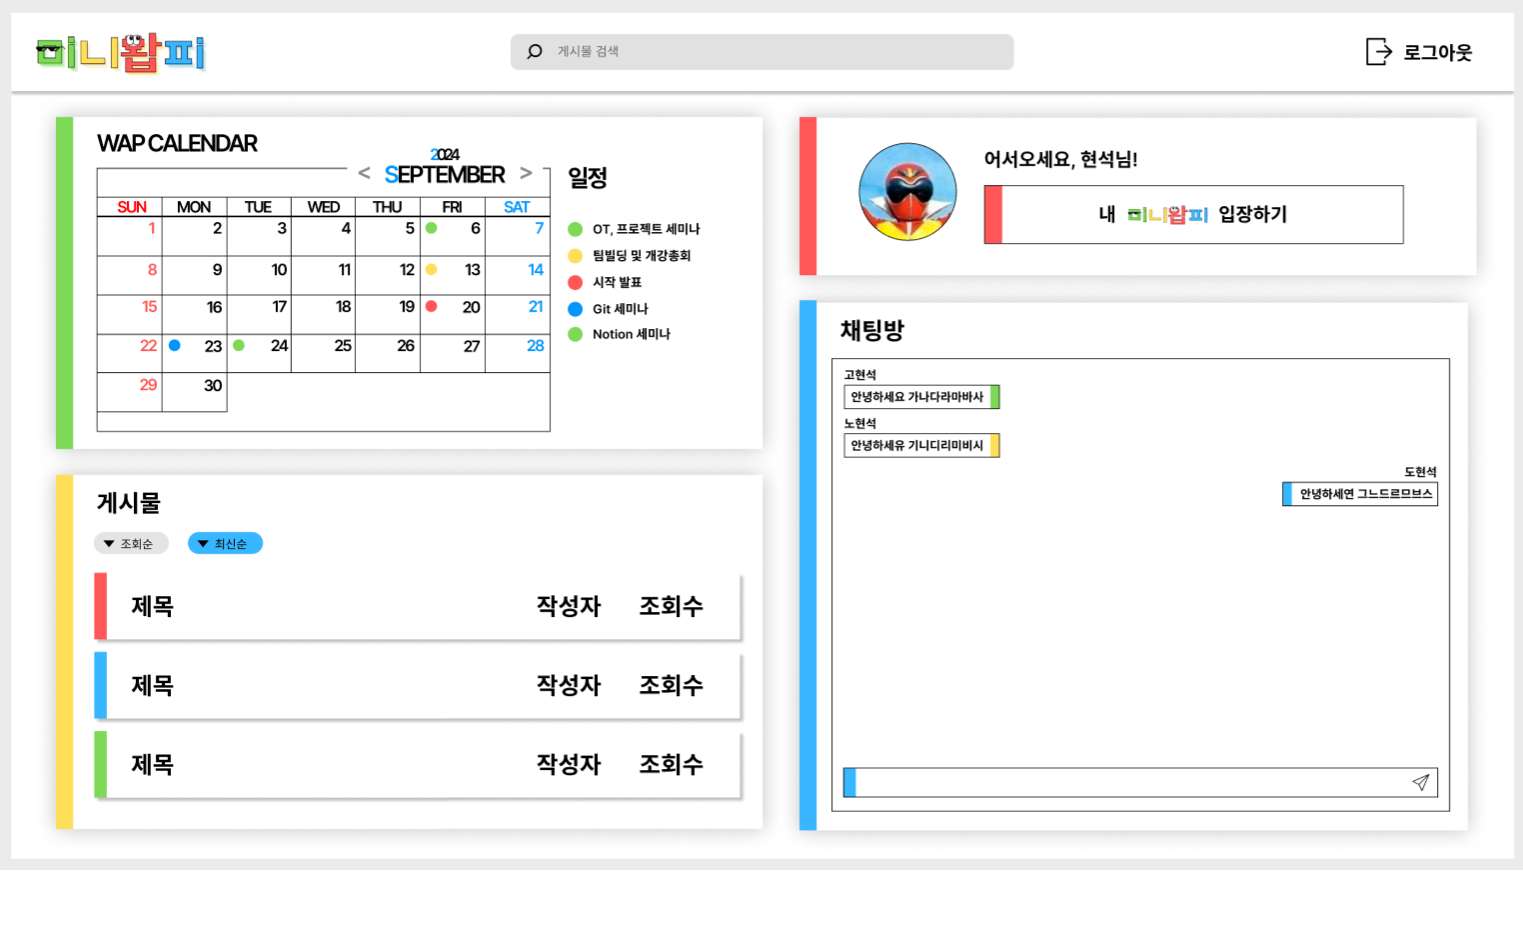 미니왑피
게시물 검색
로그아웃
WAP CALENDAR
2024
< SEPTEMBER >
SUN MON TUE WED THU FRI SAT
1 2 3 4 5 6 7
8 9 10 11 12 13 14
15 16 17 18 19 20 21
22 23 24 25 26 27 28
29 30
일정
OT, 프로젝트 세미나
팀빌딩 및 개강총회
시작 발표
Git 세미나
Notion 세미나
어서오세요, 현석님!
내 미니왑피 입장하기
게시물
조회순 최신순
제목 작성자 조회수
제목 작성자 조회수
제목 작성자 조회수
채팅방
고현석
안녕하세요 가나다라마바사
노현석
안녕하세유 기니디리미비시
도현석
안녕하세연 그느드르므브스